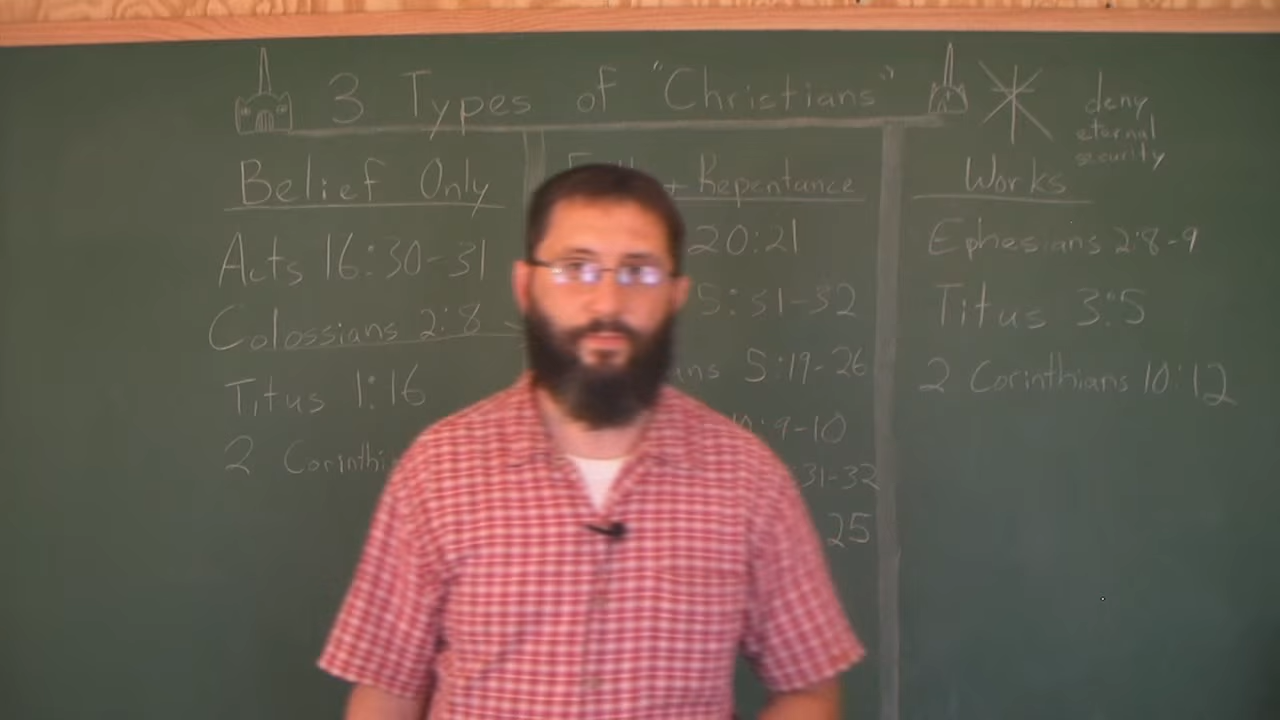 3 Types of "Christians"
deny
eternal
security
Belief Only
Acts 16:30-31
Colossians 2:8
Titus 1:16
2
+ Repentance
20:21
5:31-32
5:19-26
9-10
31-32
25
Works
Ephesians 2:8-9
Titus 3:5
2 Corinthians 10:12